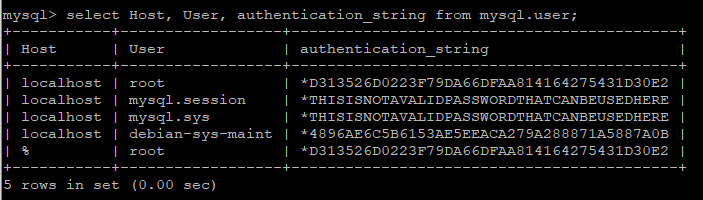 mysql> select Host, User, authentication_string from mysql.user;
+-----------+------------------+-------------------------------------------+
| Host      | User             | authentication_string                     |
+-----------+------------------+-------------------------------------------+
| localhost | root             | *D313526D0223F79DA66DFAA814164275431D30E2 |
| localhost | mysql.session    | *THISISNOTAVALIDPASSWORDTHATCANBEUSEDHERE |
| localhost | mysql.sys        | *THISISNOTAVALIDPASSWORDTHATCANBEUSEDHERE |
| localhost | debian-sys-maint | *4896AE6C5B6153AE5EEACA279A288871A5887A0B |
| %         | root             | *D313526D0223F79DA66DFAA814164275431D30E2 |
+-----------+------------------+-------------------------------------------+
5 rows in set (0.00 sec)